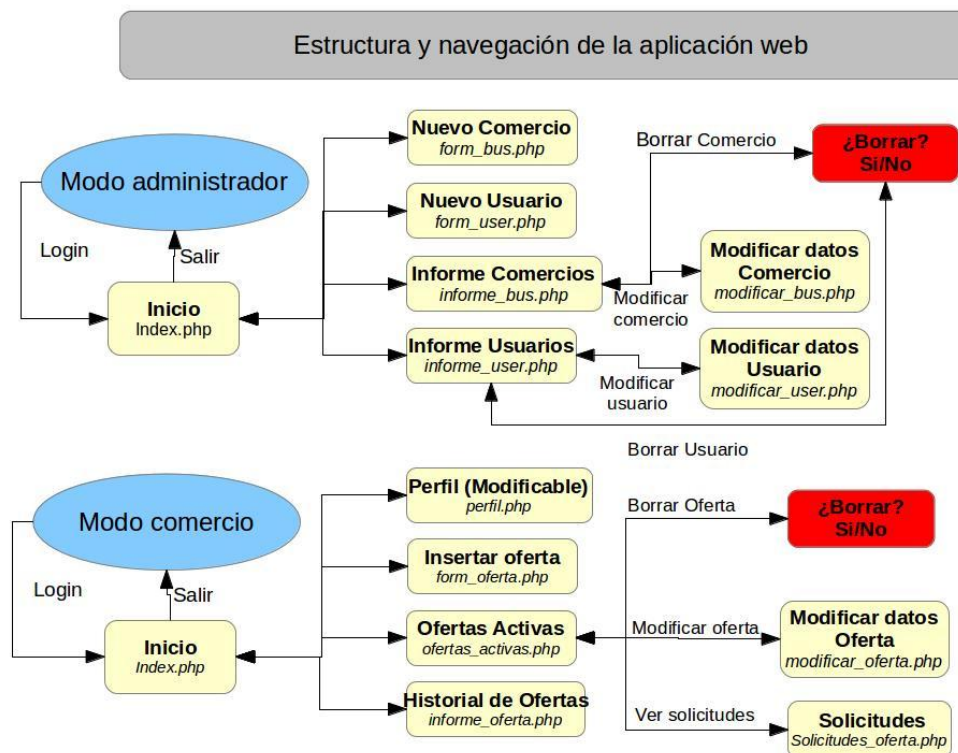 Estructura y navegación de la aplicación web
Modo administrador
Login
Salir
Inicio
Index.php
Nuevo Comercio
form_bus.php
Nuevo Usuario
form_user.php
Informe Comercios
informe_bus.php
Informe Usuarios
informe_user.php
Borrar Comercio
¿Borrar?
Si/No
Modificar
comercio
Modificar datos
Comercio
modificar_bus.php
Modificar
usuario
Modificar datos
Usuario
modificar_user.php
Borrar Usuario
Modo comercio
Login
Salir
Inicio
Index.php
Perfil (Modificable)
perfil.php
Insertar oferta
form_oferta.php
Ofertas Activas
ofertas_activas.php
Historial de Ofertas
informe_oferta.php
Borrar Oferta
¿Borrar?
Si/No
Modificar oferta
Modificar datos
Oferta
modificar_oferta.php
Ver solicitudes
Solicitudes
Solicitudes_oferta.php